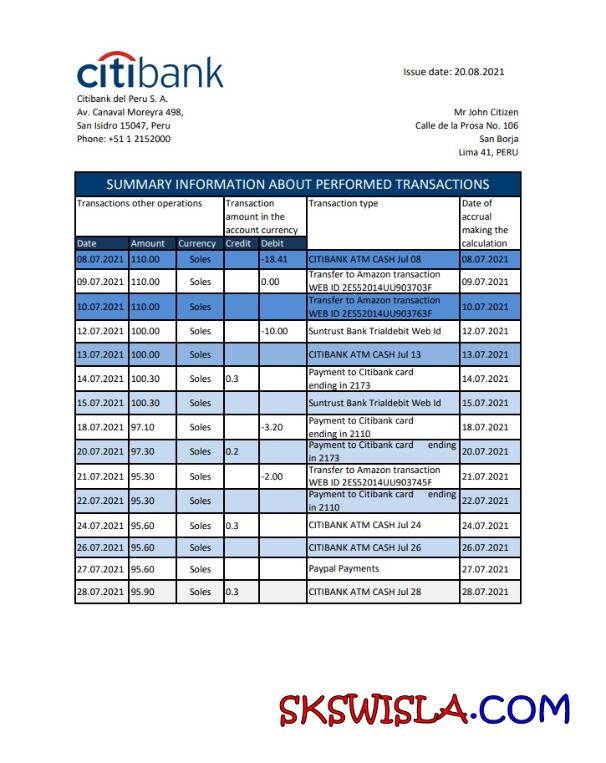 citibank
Issue date: 20.08.2021
Citibank del Peru S. A.
Av. Canaval Moreyra 498,
San Isidro 15047, Peru
Phone: +51 1 2152000
Mr John Citizen
Calle de la Prosa No. 106
San Borja
Lima 41, PERU
SUMMARY INFORMATION ABOUT PERFORMED TRANSACTIONS
Transactions other operations
Transaction
amount in the
account currency
Transaction type
Date of
accrual
making the
calculation
Date Amount Currency Credit Debit
08.07.2021 110.00 Soles -18.41 CITIBANK ATM CASH Jul 08 08.07.2021
09.07.2021 110.00 Soles 0.00 Transfer to Amazon transaction
WEB ID 2ES52014UU903703F 09.07.2021
10.07.2021 110.00 Soles Transfer to Amazon transaction
WEB ID 2ES52014UU903763F 10.07.2021
12.07.2021 100.00 Soles -10.00 Suntrust Bank Trialdebit Web Id 12.07.2021
13.07.2021 100.00 Soles CITIBANK ATM CASH Jul 13 13.07.2021
14.07.2021 100.30 Soles 0.3 Payment to CItibank card
ending in 2173 14.07.2021
15.07.2021 100.30 Soles Suntrust Bank Trialdebit Web Id 15.07.2021
18.07.2021 97.10 Soles -3.20 Payment to Citibank card
ending in 2110 18.07.2021
20.07.2021 97.30 Soles 0.2 Payment to Citibank card ending
in 2173 20.07.2021
21.07.2021 95.30 Soles -2.00 Transfer to Amazon transaction
WEB ID 2ES52014UU903745F 21.07.2021
22.07.2021 95.30 Soles Payment to Citibank card ending
in 2110 22.07.2021
24.07.2021 95.60 Soles 0.3 CITIBANK ATM CASH Jul 24 24.07.2021
26.07.2021 95.60 Soles CITIBANK ATM CASH Jul 26 26.07.2021
27.07.2021 95.60 Soles Paypal Payments 27.07.2021
28.07.2021 95.90 Soles 0.3 CITIBANK ATM CASH Jul 28 28.07.2021
SKSWISLA.COM